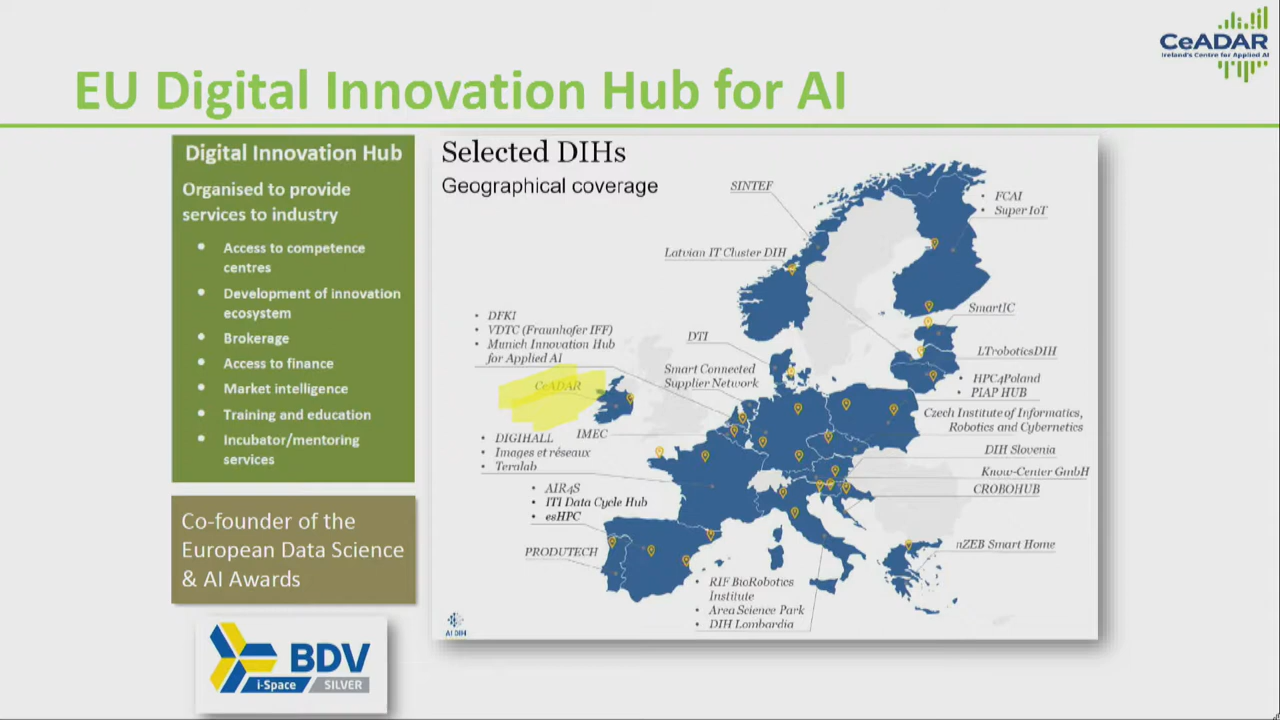 CeADAR
Ireland's Centre for Applied AI
EU Digital Innovation Hub for AI
Digital Innovation Hub
Organised to provide
services to industry
• Access to competence
centres
• Development of innovation
ecosystem
• Brokerage
• Access to finance
• Market intelligence
• Training and education
• Incubator/mentoring
services
Co-founder of the
European Data Science
& AI Awards
BDV
i-Space SILVER
Selected DIHs
Geographical coverage
SINTEF
• FCAI
• Super IoT
Latvian IT Cluster DIH
SmartIC
• DFKI
• VDTC (Fraunhofer IFF)
• Munich Innovation Hub
for Applied AI
DTI
LTroboticsDIH
Smart Connected
Supplier Network
• HPC4Poland
• PIAP HUB
CeADAR
Czech Institute of Informatics,
Robotics and Cybernetics
IMEC
• DIGIHALL
• Images et réseaux
• Teralab
DIH Slovenia
Know-Center GmbH
CROBOHUB
• AIR4S
• ITI Data Cycle Hub
• esHPC
PRODUTECH
nZEB Smart Home
• RIF BioRobotics
Institute
• Area Science Park
• DIH Lombardia
AI DIH